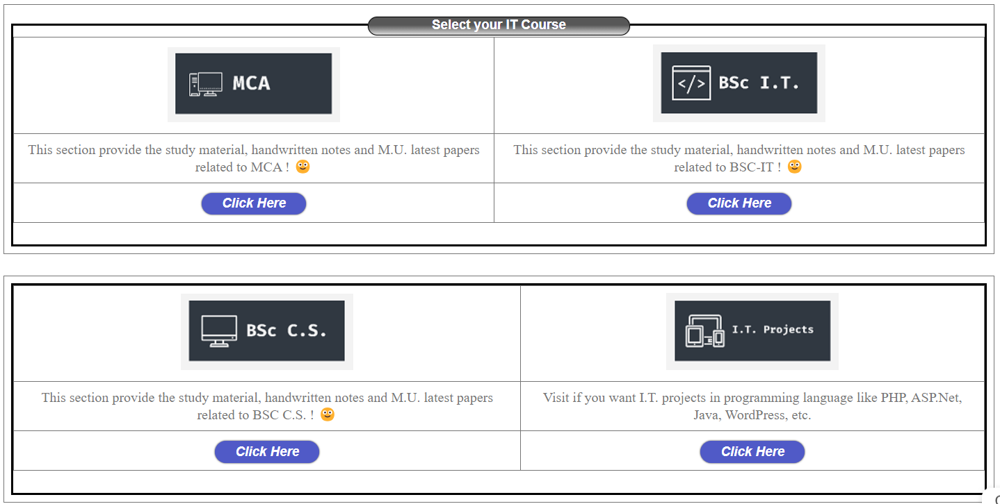 Select your IT Course
MCA
</> BSc I.T.
This section provide the study material, handwritten notes and M.U. latest papers
related to MCA !
This section provide the study material, handwritten notes and M.U. latest papers
related to BSC-IT !
Click Here
Click Here
BSc C.S.
I.T. Projects
This section provide the study material, handwritten notes and M.U. latest papers
related to BSC C.S. !
Visit if you want I.T. projects in programming language like PHP, ASP.Net,
Java, WordPress, etc.
Click Here
Click Here